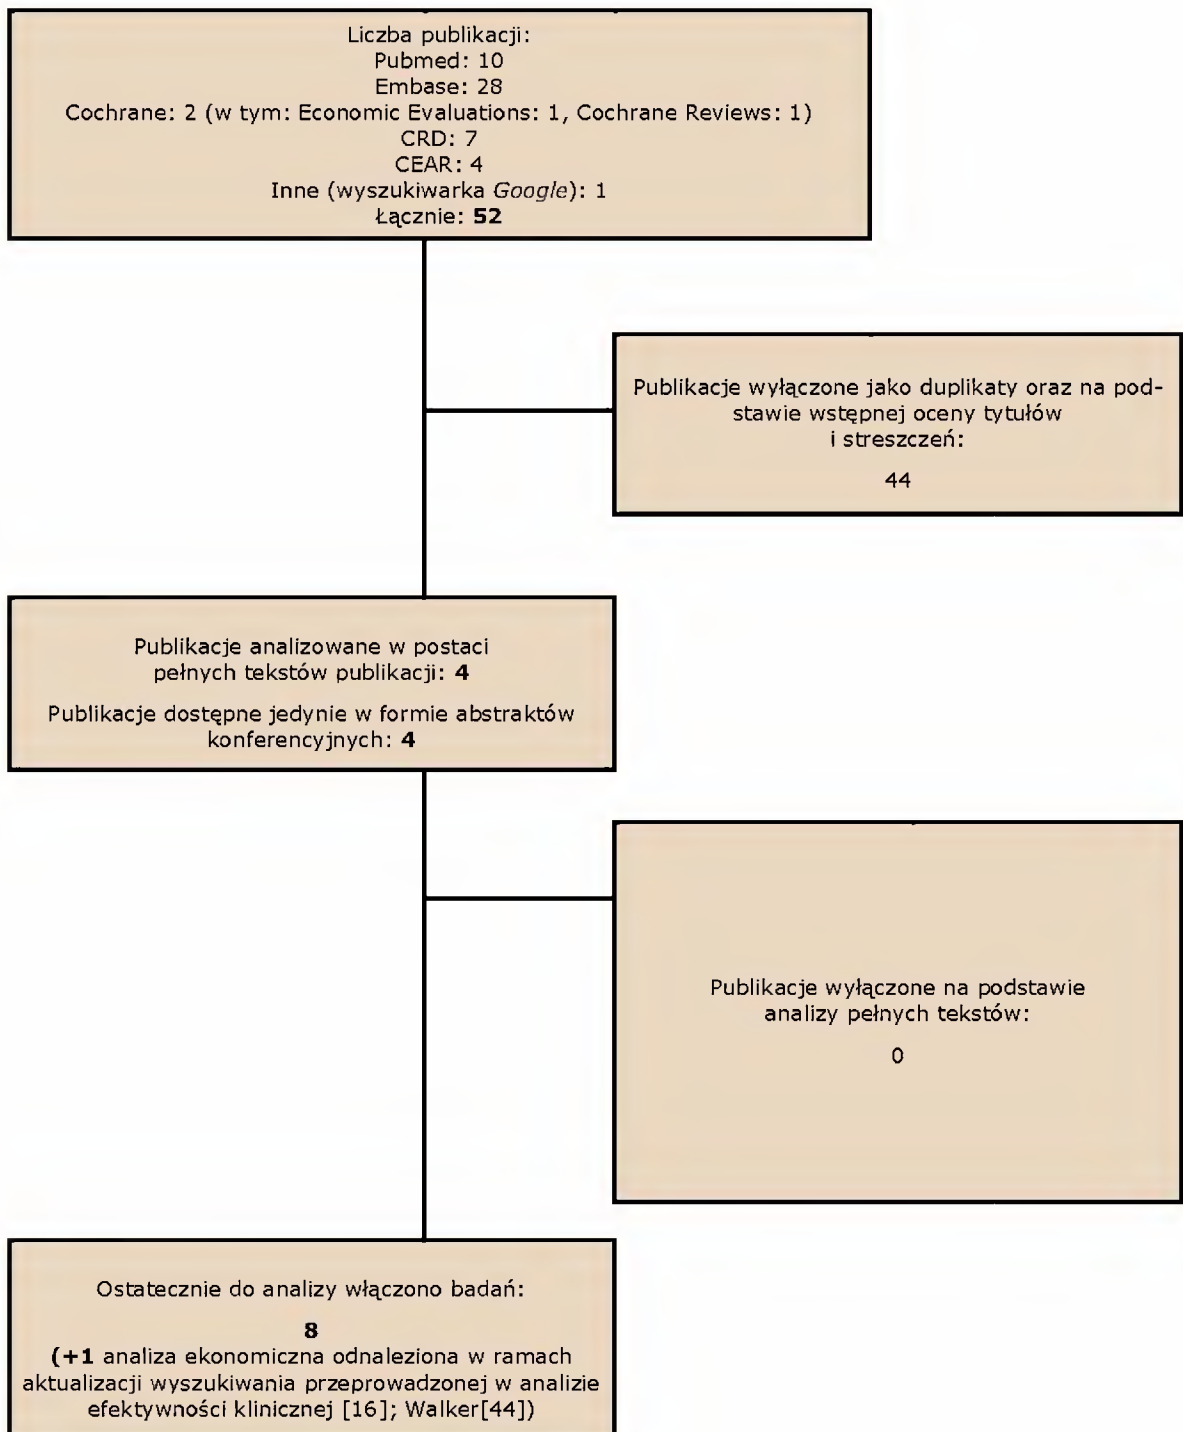 Liczba publikacji:
Pubmed: 10
Embase: 28
Cochrane: 2 (w tym: Economic Evaluations: 1, Cochrane Reviews: 1)
CRD: 7
CEAR: 4
Inne (wyszukiwarka Google): 1
Łącznie: 52
Publikacje wyłączone jako duplikaty oraz na pod-
stawie wstępnej oceny tytułów
i streszczeń:
44
Publikacje analizowane w postaci
pełnych tekstów publikacji: 4
Publikacje dostępne jedynie w formie abstraktów
konferencyjnych: 4
Publikacje wyłączone na podstawie
analizy pełnych tekstów:
0
Ostatecznie do analizy włączono badań:
8
(+1 analiza ekonomiczna odnaleziona w ramach
aktualizacji wyszukiwania przeprowadzonej w analizie
efektywności klinicznej [16]; Walker[44])